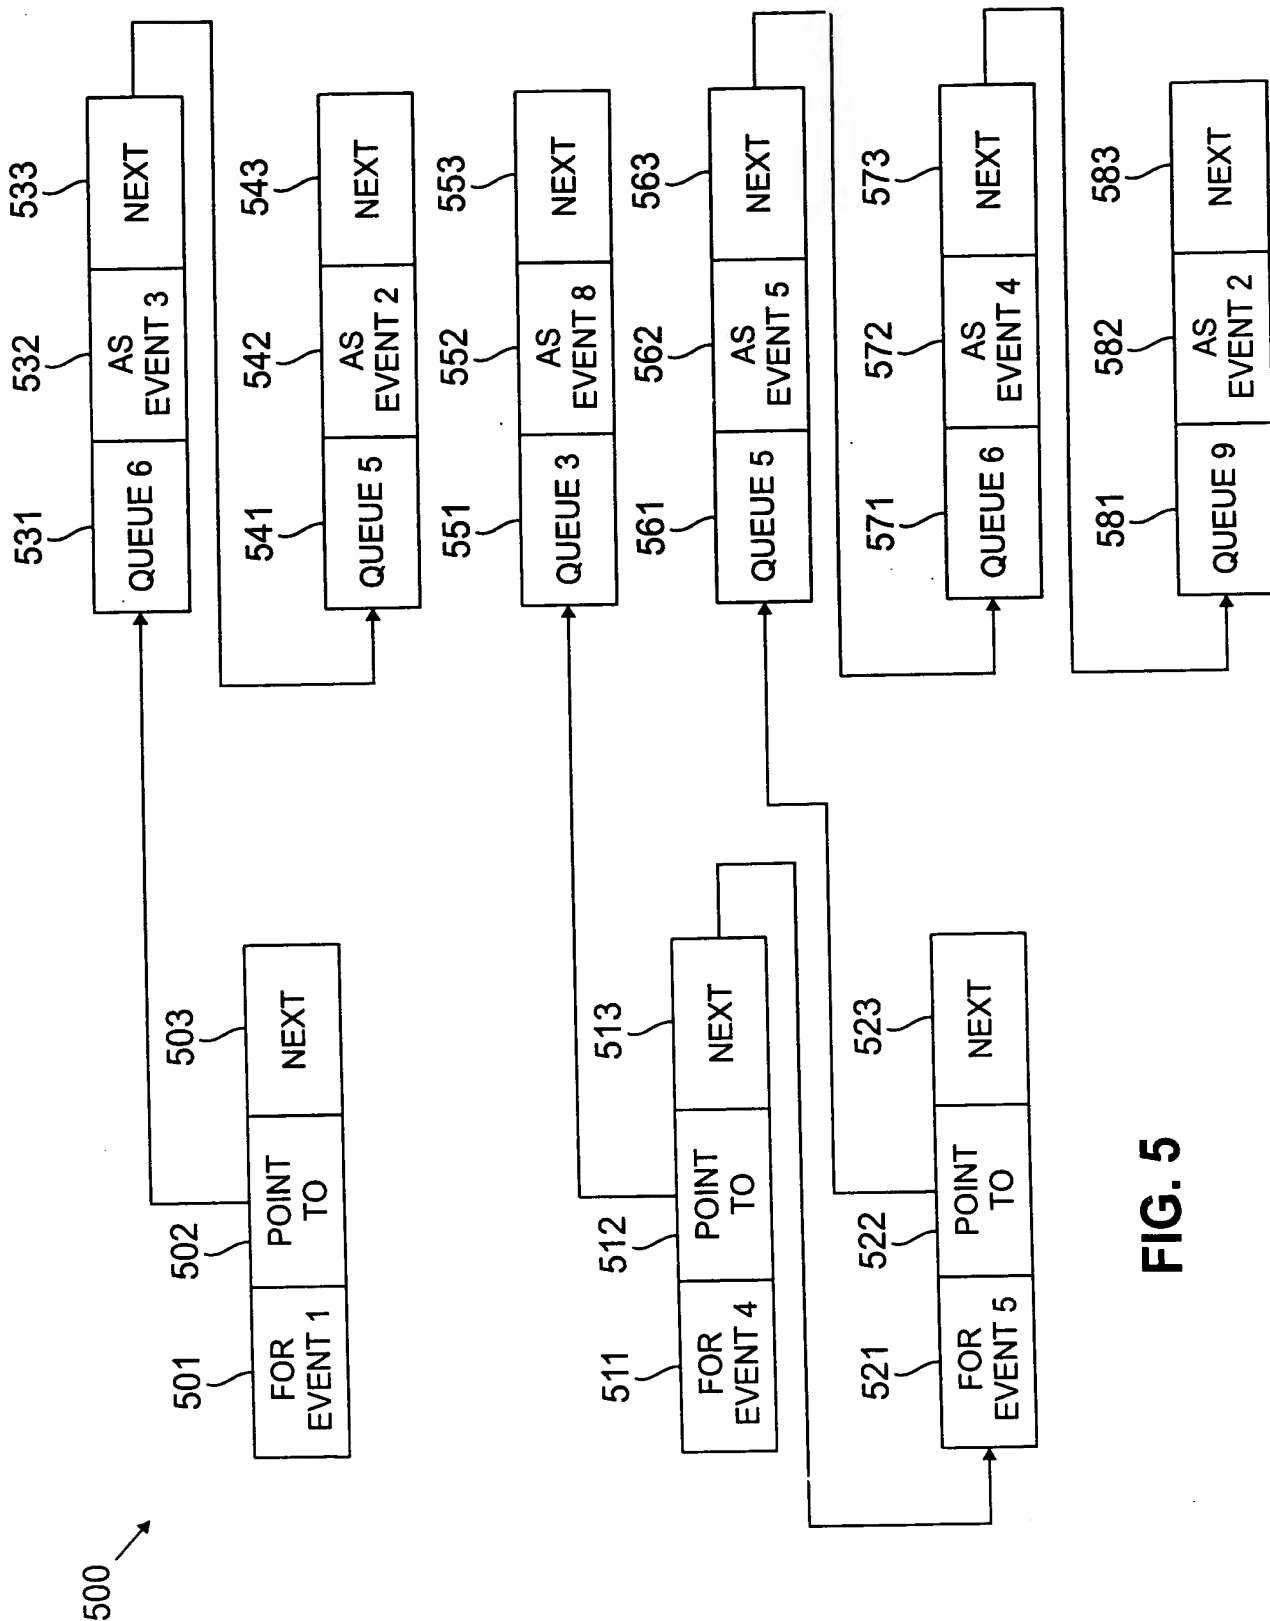 500
501
502
503
FOR
EVENT 1
POINT
TO
NEXT
531
532
533
QUEUE 6
AS
EVENT 3
NEXT
541
542
543
QUEUE 5
AS
EVENT 2
NEXT
511
512
513
FOR
EVENT 4
POINT
TO
NEXT
551
552
553
QUEUE 3
AS
EVENT 8
NEXT
521
522
523
FOR
EVENT 5
POINT
TO
NEXT
561
562
563
QUEUE 5
AS
EVENT 5
NEXT
571
572
573
QUEUE 6
AS
EVENT 4
NEXT
581
582
583
QUEUE 9
AS
EVENT 2
NEXT
FIG. 5